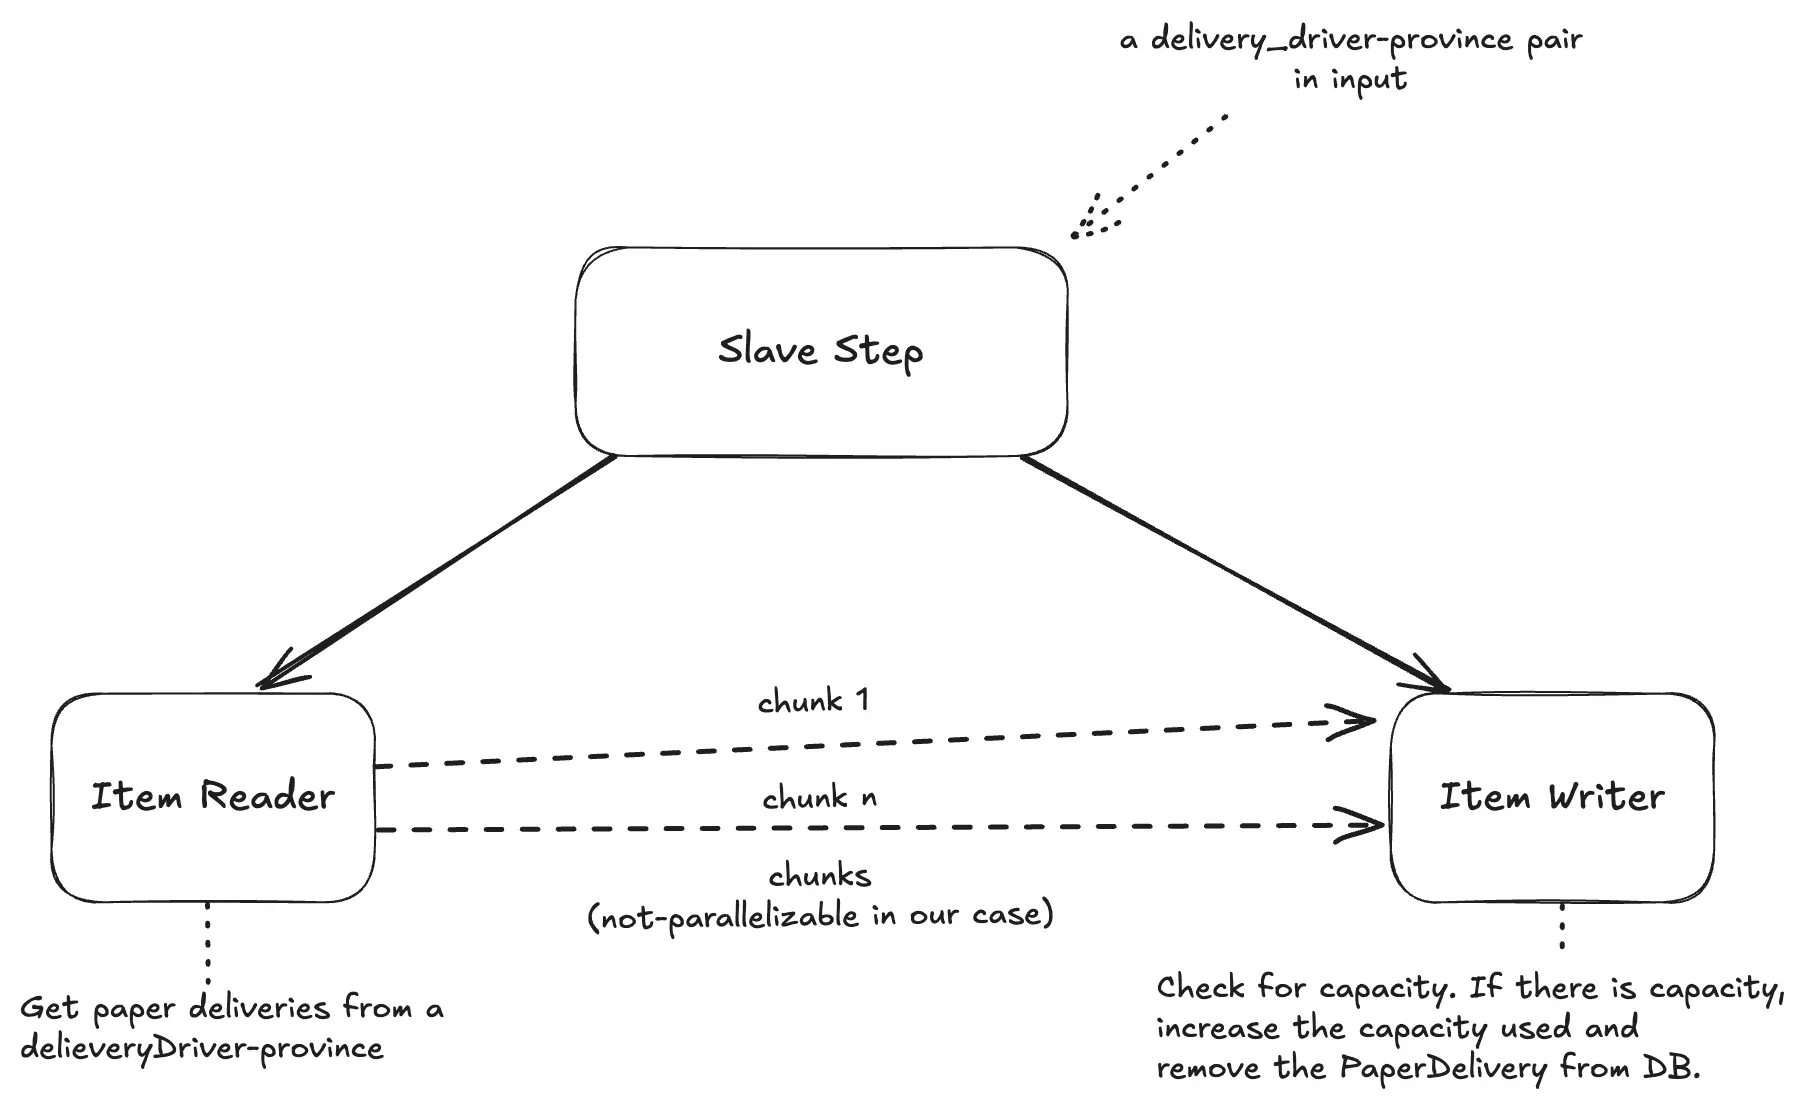 a delivery_driver-province pair
in input
Slave Step
chunk 1
Item Reader
chunk n
Item Writer
chunks
(not-parallelizable in our case)
Get paper deliveries from a
delieveryDriver-province
Check for capacity. If there is capacity,
increase the capacity used and
remove the PaperDelivery from DB.